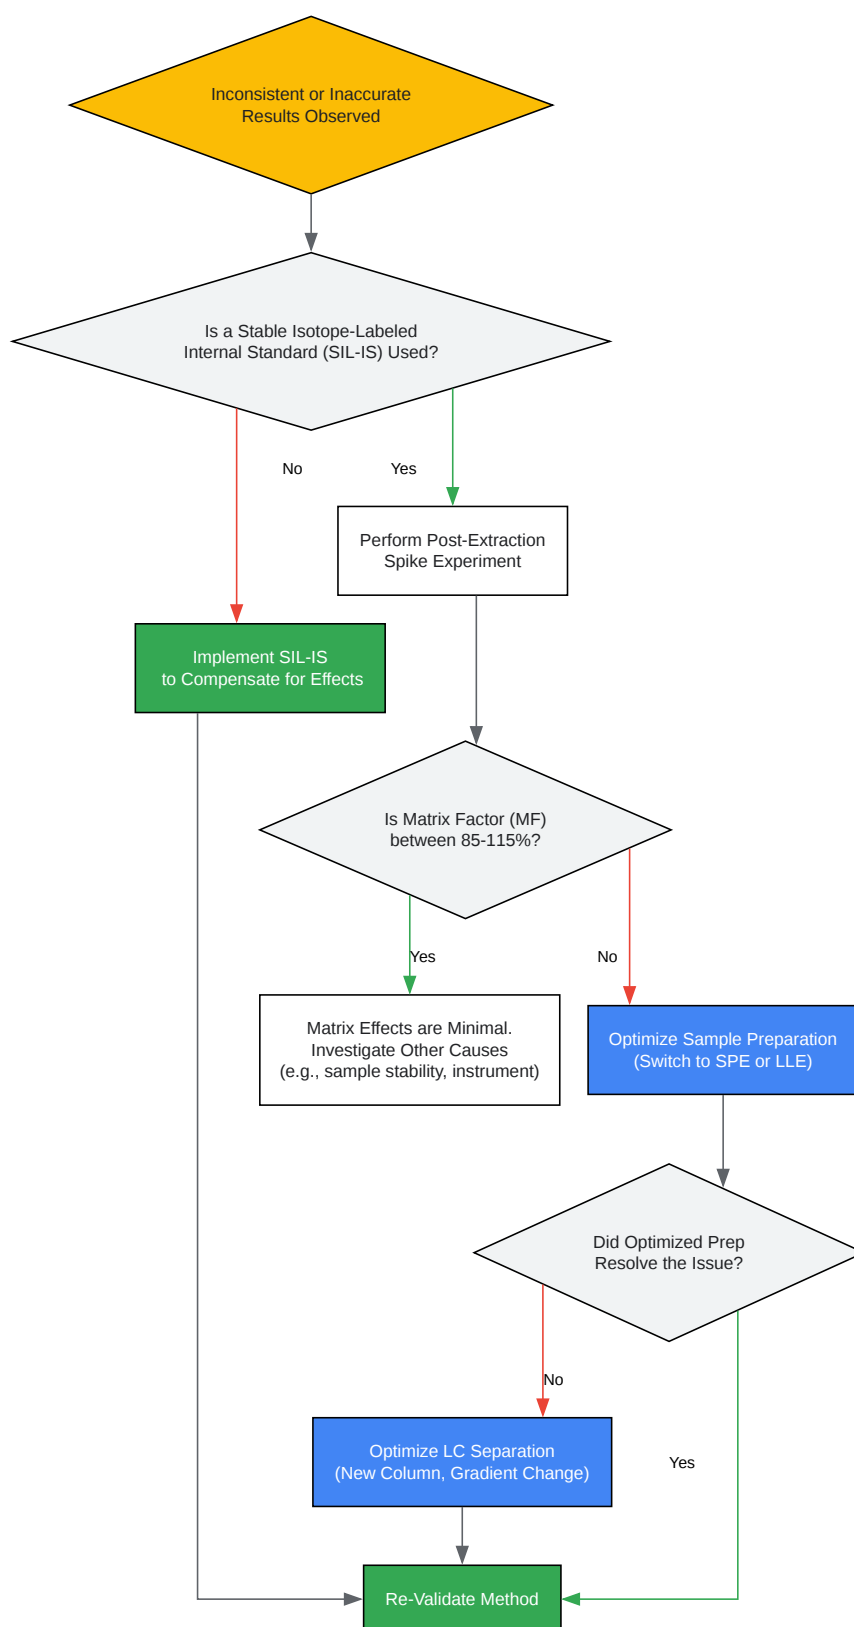 Inconsistent or Inaccurate
Results Observed
Is a Stable Isotope-Labeled
Internal Standard (SIL-IS) Used?
No
Yes
Perform Post-Extraction
Spike Experiment
Implement SIL-IS
to Compensate for Effects
Is Matrix Factor (MF)
between 85-115%?
Yes
No
Matrix Effects are Minimal.
Investigate Other Causes
(e.g., sample stability, instrument)
Optimize Sample Preparation
(Switch to SPE or LLE)
Did Optimized Prep
Resolve the Issue?
No
Optimize LC Separation
(New Column, Gradient Change)
Yes
Re-Validate Method